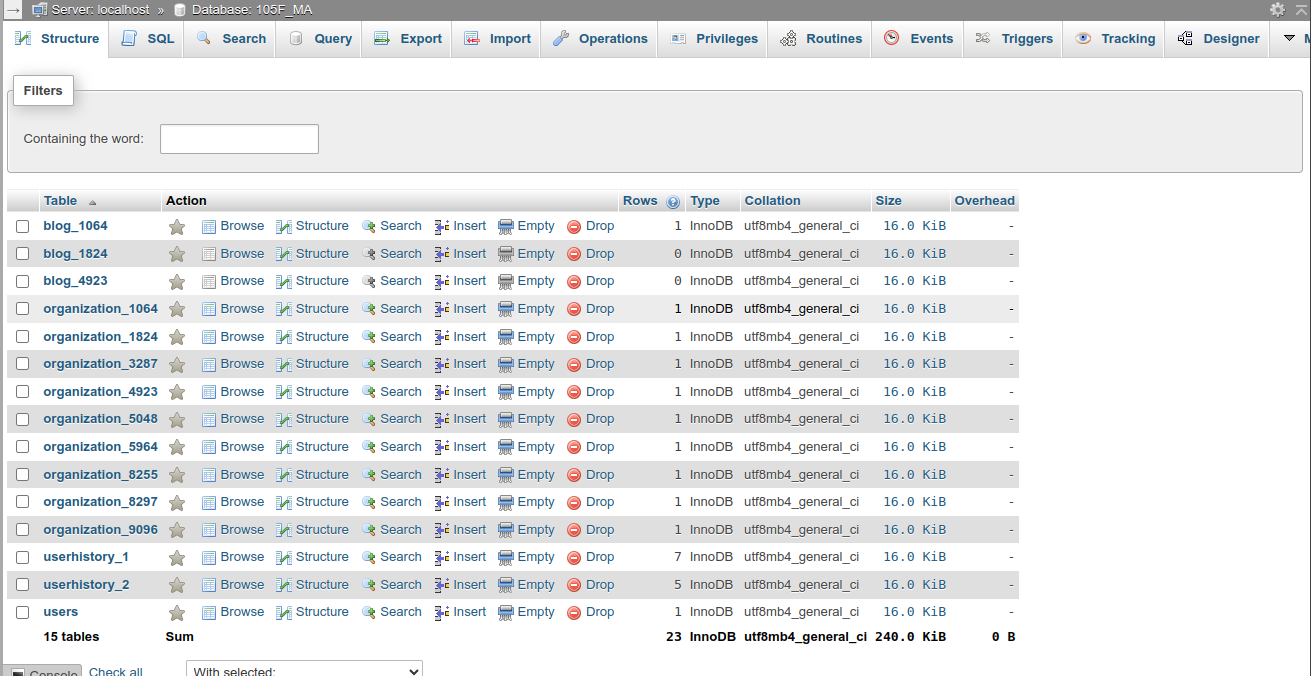 Server: localhost » Database: 105F_MA
Structure SQL Search Query Export Import Operations Privileges Routines Events Triggers Tracking Designer
Filters
Containing the word:
Table Action Rows Type Collation Size Overhead
blog_1064 Browse Structure Search Insert Empty Drop 1 InnoDB utf8mb4_general_ci 16.0 KiB -
blog_1824 Browse Structure Search Insert Empty Drop 0 InnoDB utf8mb4_general_ci 16.0 KiB -
blog_4923 Browse Structure Search Insert Empty Drop 0 InnoDB utf8mb4_general_ci 16.0 KiB -
organization_1064 Browse Structure Search Insert Empty Drop 1 InnoDB utf8mb4_general_ci 16.0 KiB -
organization_1824 Browse Structure Search Insert Empty Drop 1 InnoDB utf8mb4_general_ci 16.0 KiB -
organization_3287 Browse Structure Search Insert Empty Drop 1 InnoDB utf8mb4_general_ci 16.0 KiB -
organization_4923 Browse Structure Search Insert Empty Drop 1 InnoDB utf8mb4_general_ci 16.0 KiB -
organization_5048 Browse Structure Search Insert Empty Drop 1 InnoDB utf8mb4_general_ci 16.0 KiB -
organization_5964 Browse Structure Search Insert Empty Drop 1 InnoDB utf8mb4_general_ci 16.0 KiB -
organization_8255 Browse Structure Search Insert Empty Drop 1 InnoDB utf8mb4_general_ci 16.0 KiB -
organization_8297 Browse Structure Search Insert Empty Drop 1 InnoDB utf8mb4_general_ci 16.0 KiB -
organization_9096 Browse Structure Search Insert Empty Drop 1 InnoDB utf8mb4_general_ci 16.0 KiB -
userhistory_1 Browse Structure Search Insert Empty Drop 7 InnoDB utf8mb4_general_ci 16.0 KiB -
userhistory_2 Browse Structure Search Insert Empty Drop 5 InnoDB utf8mb4_general_ci 16.0 KiB -
users Browse Structure Search Insert Empty Drop 1 InnoDB utf8mb4_general_ci 16.0 KiB -
15 tables Sum 23 InnoDB utf8mb4_general_ci 240.0 KiB 0 B
Console Check all With selected: